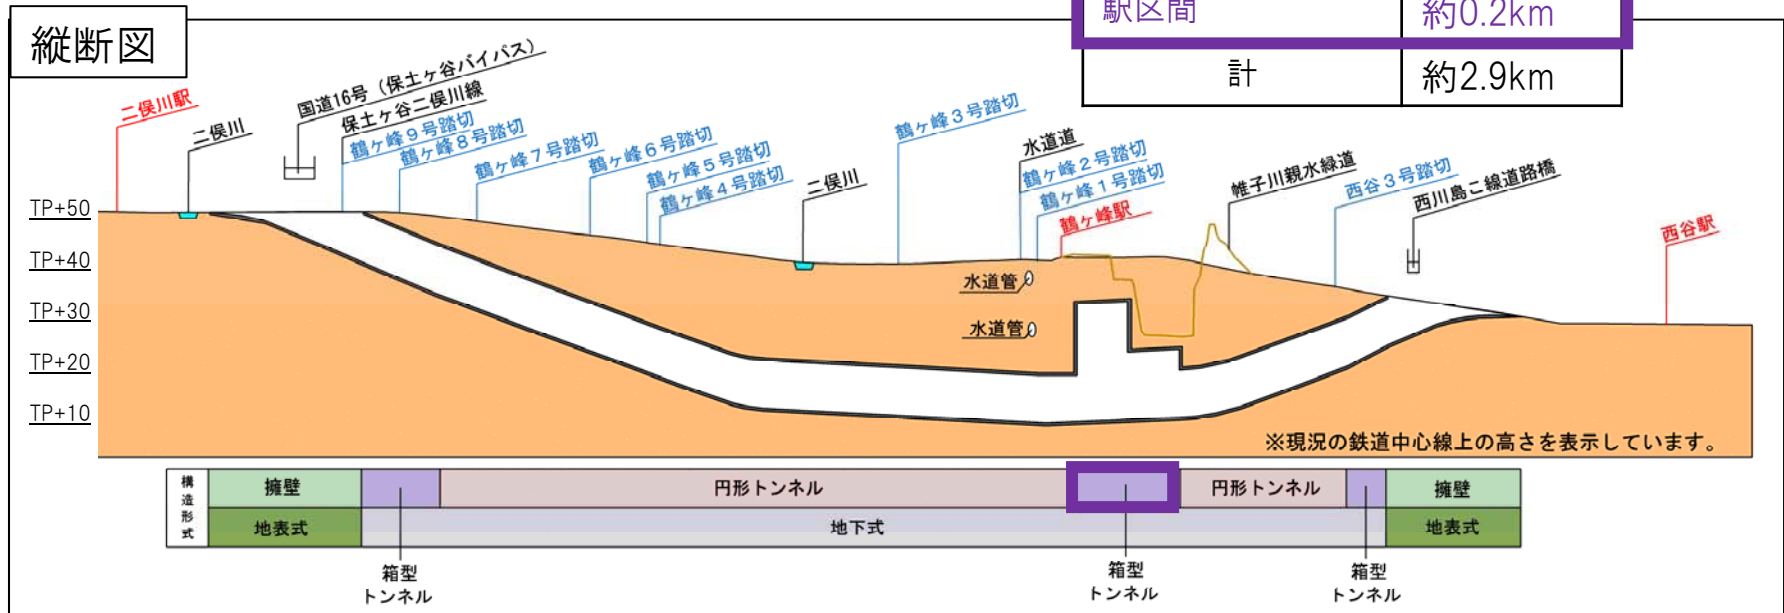 駅区間 約0.2km
計 約2.9km
縦断図
二俣川駅
二俣川
国道16号（保土ヶ谷バイパス）
保土ヶ谷二俣川線
鶴ヶ峰９号踏切
鶴ヶ峰８号踏切
鶴ヶ峰７号踏切
鶴ヶ峰６号踏切
鶴ヶ峰５号踏切
鶴ヶ峰４号踏切
二俣川
鶴ヶ峰３号踏切
水道道
鶴ヶ峰２号踏切
鶴ヶ峰１号踏切
鶴ヶ峰駅
帷子川親水緑道
西谷３号踏切
西川島こ線道路橋
西谷駅
TP+50
TP+40
TP+30
TP+20
TP+10
水道管
水道管
※現況の鉄道中心線上の高さを表示しています。
構造形式
擁壁 円形トンネル 円形トンネル 擁壁
地表式 地下式 地表式
箱型
トンネル
箱型
トンネル
箱型
トンネル